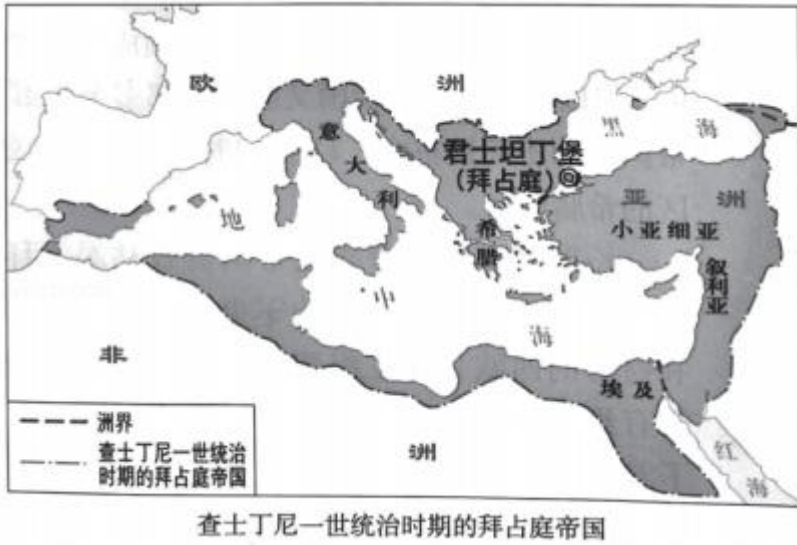 欧 洲
黑 海
君士坦丁堡
(拜占庭)
意大利
亚 洲
小亚细亚
希腊
叙利亚
地中海
埃及
非 洲
红海
洲界
查士丁尼一世统治
时期的拜占庭帝国
查士丁尼一世统治时期的拜占庭帝国